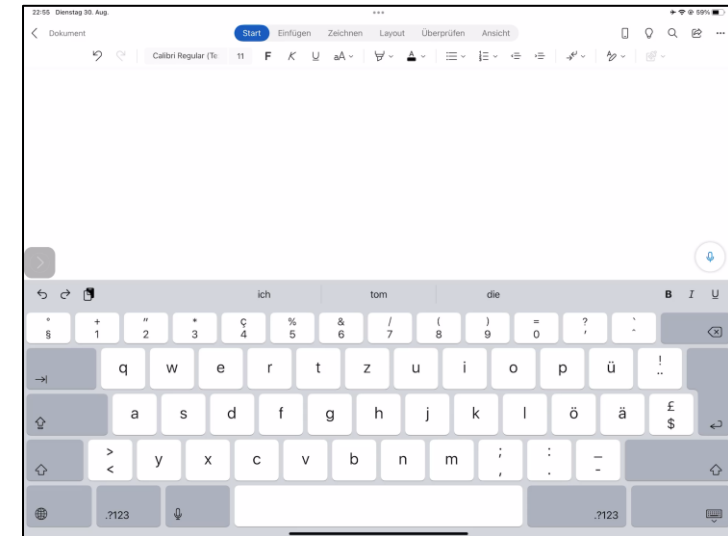 22:55 Dienstag 30. Aug. 59%
Dokument Start Einfügen Zeichnen Layout Überprüfen Ansicht
Calibri Regular (Te 11 F K U aA A
ich tom die B I U
° + " * ç % & / ( ) = ? `
§ 1 2 3 4 5 6 7 8 9 0 ' ^
q w e r t z u i o p ü ! ¨
a s d f g h j k l ö ä £ $
> < y x c v b n m ; , : . _ -
.?123 .?123